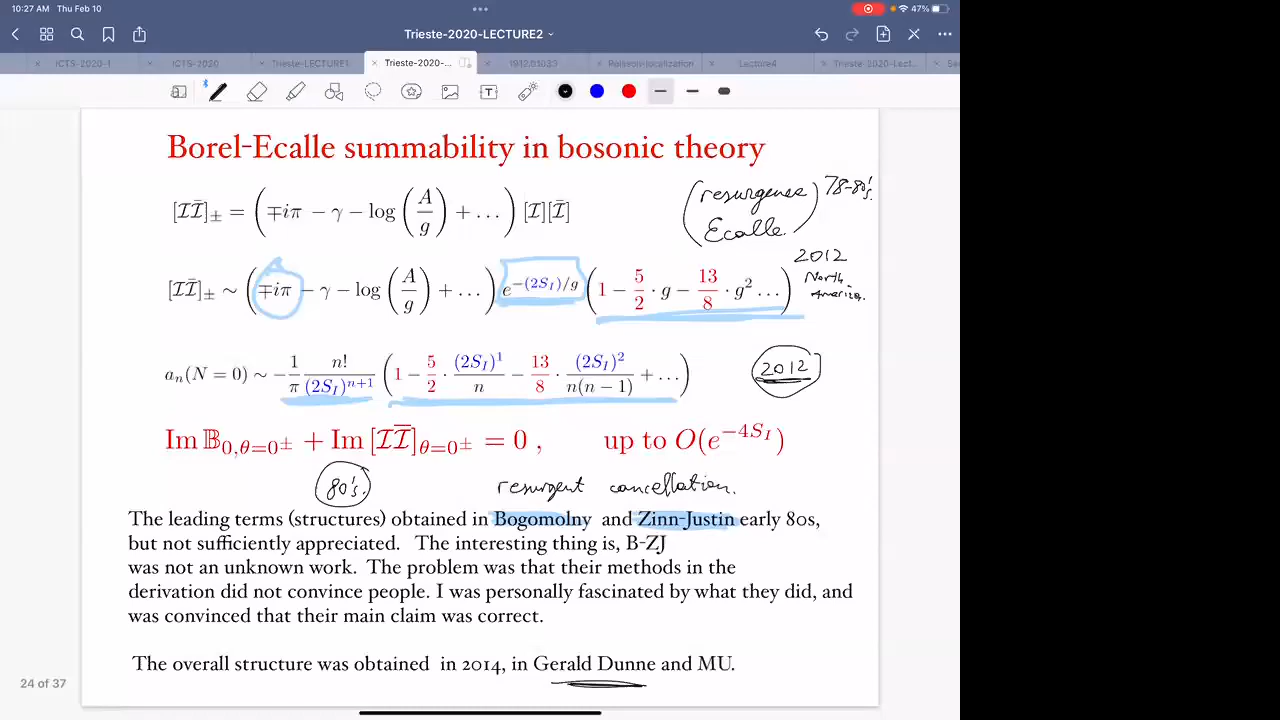 10:27 AM Thu Feb 10
47%
Trieste-2020-LECTURE2
ICTS-2020-1
ICTS-2020
Trieste-LECTURE1
Trieste-2020-...
1912.01033
Lecture4
Trieste-2020-Lect...
Borel-Ecalle summability in bosonic theory
[I Ī]± = (∓iπ − γ − log(A/g) + ...) [I][Ī]
(resurgence Ecalle.) 78-80's.
[I Ī]± ∼ (∓iπ − γ − log(A/g) + ...) e^{−(2S_I)/g} (1 − 5/2 · g − 13/8 · g² ...)
2012
North
America.
a_n(N = 0) ∼ −1/π n!/(2S_I)^{n+1} (1 − 5/2 · (2S_I)^1/n − 13/8 · (2S_I)^2/n(n−1) + ...)
2012
Im 𝔹_{0,θ=0±} + Im [I Ī]_{θ=0±} = 0 , up to O(e^{−4S_I})
80's. resurgent cancellation.
The leading terms (structures) obtained in Bogomolny and Zinn-Justin early 80s,
but not sufficiently appreciated. The interesting thing is, B-ZJ
was not an unknown work. The problem was that their methods in the
derivation did not convince people. I was personally fascinated by what they did, and
was convinced that their main claim was correct.
The overall structure was obtained in 2014, in Gerald Dunne and MU.
24 of 37